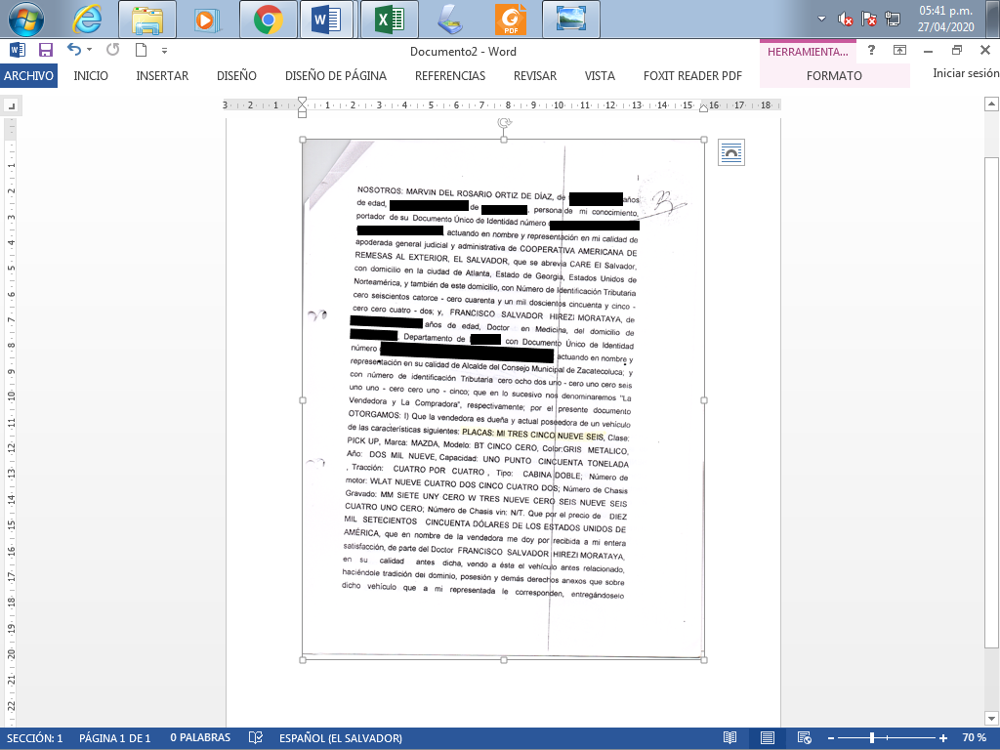 05:41 p.m.
27/04/2020
Documento2 - Word
HERRAMIENTA...
ARCHIVO INICIO INSERTAR DISEÑO DISEÑO DE PÁGINA REFERENCIAS REVISAR VISTA FOXIT READER PDF FORMATO Iniciar sesión
3 2 1 1 2 3 4 5 6 7 8 9 10 11 12 13 14 15 16 17 18
NOSOTROS: MARVIN DEL ROSARIO ORTIZ DE DÍAZ, de años
de edad, de , persona de mi conocimiento,
portador de su Documento Único de Identidad número
actuando en nombre y representación en mi calidad de
apoderada general judicial y administrativa de COOPERATIVA AMERICANA DE
REMESAS AL EXTERIOR, EL SALVADOR, que se abrevia CARE El Salvador,
con domicilio en la ciudad de Atlanta, Estado de Georgia, Estados Unidos de
Norteamérica, y también de este domicilio, con Número de Identificación Tributaria
cero seiscientos catorce - cero cuarenta y un mil doscientos cincuenta y cinco -
cero cero cuatro - dos; y, FRANCISCO SALVADOR HIREZI MORATAYA, de
años de edad, Doctor en Medicina, del domicilio de
, Departamento de con Documento Único de Identidad
número actuando en nombre y
representación en su calidad de Alcalde del Consejo Municipal de Zacatecoluca; y
con número de identificación Tributaria cero ocho dos uno - cero uno cero seis
uno uno - cero cero uno - cinco; que en lo sucesivo nos denominaremos "La
Vendedora y La Compradora", respectivamente; por el presente documento
OTORGAMOS: I) Que la vendedora es dueña y actual poseedora de un vehículo
de las características siguientes: PLACAS: MI TRES CINCO NUEVE SEIS, Clase:
PICK UP, Marca: MAZDA, Modelo: BT CINCO CERO, Color:GRIS METALICO,
Año: DOS MIL NUEVE, Capacidad: UNO PUNTO CINCUENTA TONELADA
, Tracción: CUATRO POR CUATRO , Tipo: CABINA DOBLE; Número de
motor: WLAT NUEVE CUATRO DOS CINCO CUATRO DOS; Número de Chasis
Gravado: MM SIETE UNY CERO W TRES NUEVE CERO SEIS NUEVE SEIS
CUATRO UNO CERO; Número de Chasis vin: N/T. Que por el precio de DIEZ
MIL SETECIENTOS CINCUENTA DÓLARES DE LOS ESTADOS UNIDOS DE
AMÉRICA, que en nombre de la vendedora me doy por recibida a mi entera
satisfacción, de parte del Doctor FRANCISCO SALVADOR HIREZI MORATAYA,
en su calidad antes dicha, vendo a ésta el vehículo antes relacionado,
haciéndole tradición del dominio, posesión y demás derechos anexos que sobre
dicho vehículo que a mi representada le corresponden, entregándoselo
SECCIÓN: 1 PÁGINA 1 DE 1 0 PALABRAS ESPAÑOL (EL SALVADOR) 70 %